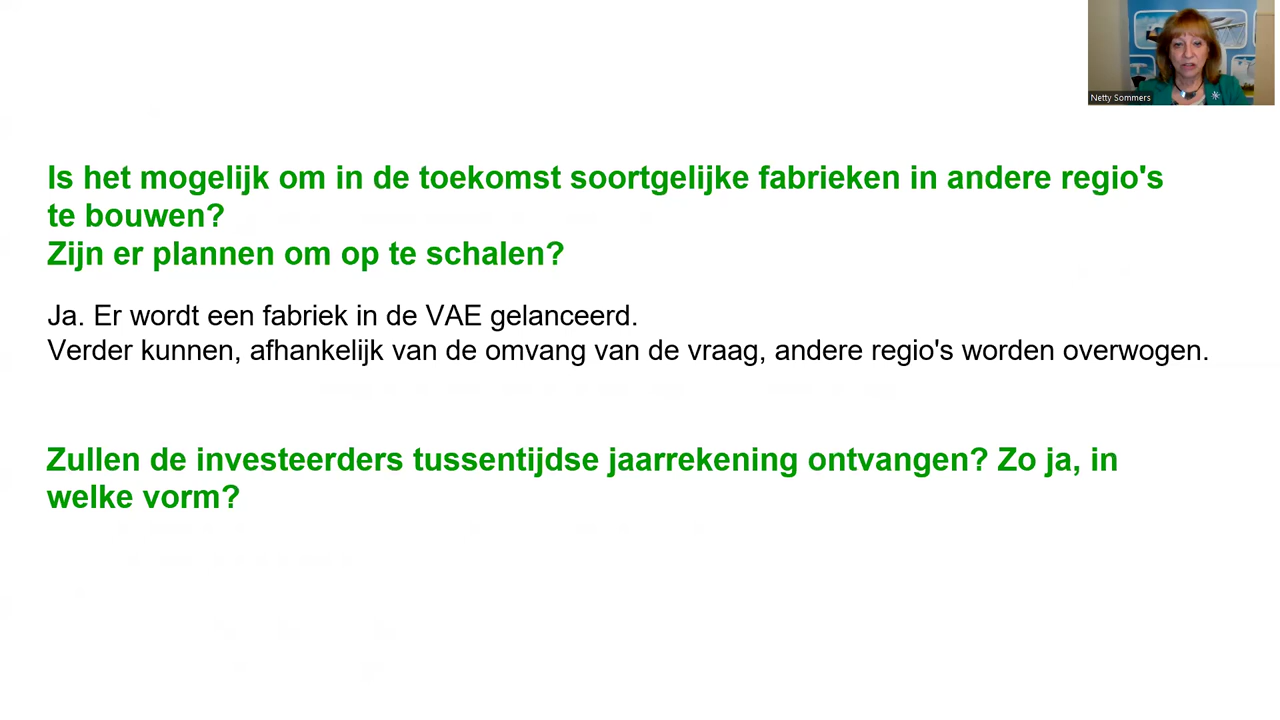 Netty Sommers
Is het mogelijk om in de toekomst soortgelijke fabrieken in andere regio's
te bouwen?
Zijn er plannen om op te schalen?
Ja. Er wordt een fabriek in de VAE gelanceerd.
Verder kunnen, afhankelijk van de omvang van de vraag, andere regio's worden overwogen.
Zullen de investeerders tussentijdse jaarrekening ontvangen? Zo ja, in
welke vorm?